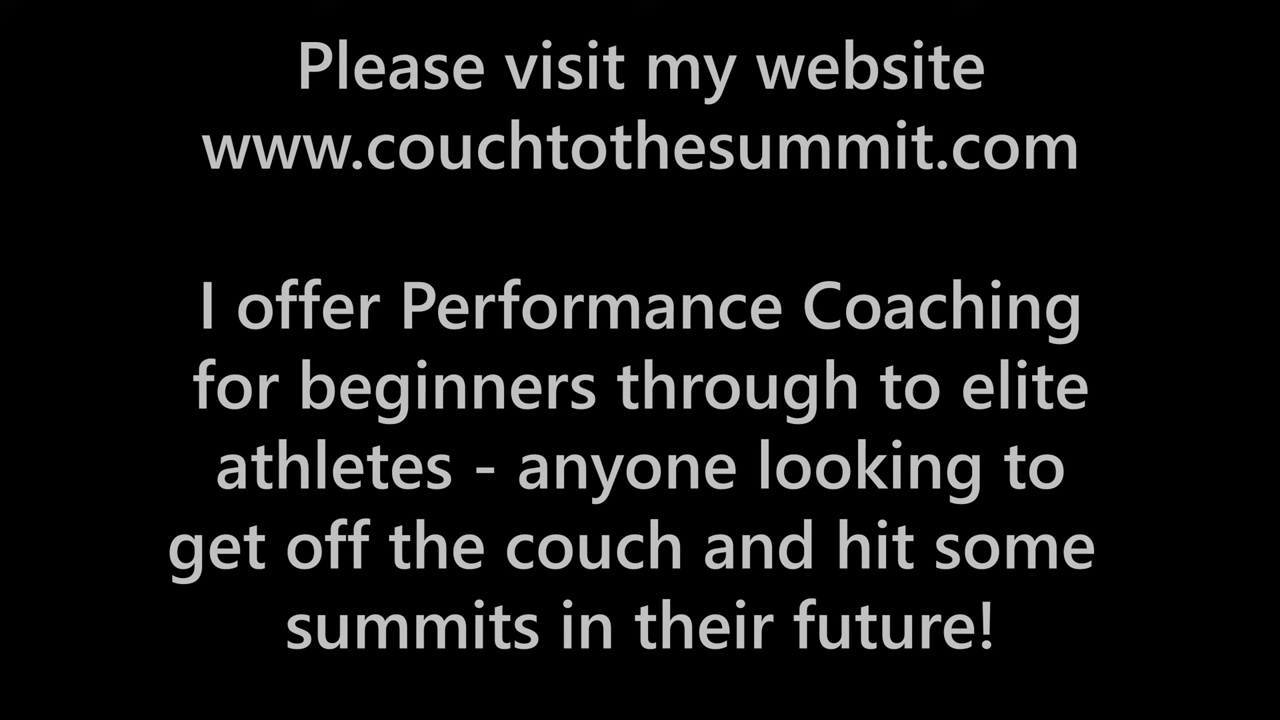 Please visit my website
www.couchtothesummit.com
I offer Performance Coaching
for beginners through to elite
athletes - anyone looking to
get off the couch and hit some
summits in their future!